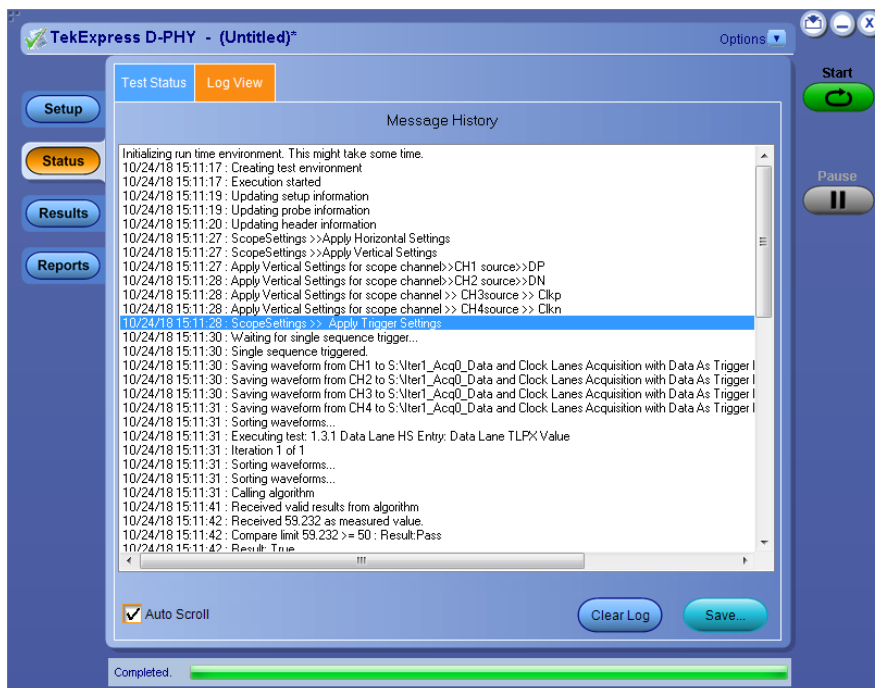 TekExpress D-PHY - (Untitled)*
Options
Start
Test Status
Log View
Setup
Message History
Status
Pause
Results
Reports
Initializing run time environment. This might take some time.
10/24/18 15:11:17 : Creating test environment
10/24/18 15:11:17 : Execution started
10/24/18 15:11:19 : Updating setup information
10/24/18 15:11:19 : Updating probe information
10/24/18 15:11:20 : Updating header information
10/24/18 15:11:27 : ScopeSettings >>Apply Horizontal Settings
10/24/18 15:11:27 : ScopeSettings >>Apply Vertical Settings
10/24/18 15:11:27 : Apply Vertical Settings for scope channel>>CH1 source>>DP
10/24/18 15:11:28 : Apply Vertical Settings for scope channel>>CH2 source>>DN
10/24/18 15:11:28 : Apply Vertical Settings for scope channel >> CH3source >> Clkp
10/24/18 15:11:28 : Apply Vertical Settings for scope channel >> CH4source >> Clkn
10/24/18 15:11:28 : ScopeSettings >> Apply Trigger Settings
10/24/18 15:11:30 : Waiting for single sequence trigger...
10/24/18 15:11:30 : Single sequence triggered.
10/24/18 15:11:30 : Saving waveform from CH1 to S:\Iter1_Acq0_Data and Clock Lanes Acquisition with Data As Trigger
10/24/18 15:11:30 : Saving waveform from CH2 to S:\Iter1_Acq0_Data and Clock Lanes Acquisition with Data As Trigger
10/24/18 15:11:30 : Saving waveform from CH3 to S:\Iter1_Acq0_Data and Clock Lanes Acquisition with Data As Trigger
10/24/18 15:11:31 : Saving waveform from CH4 to S:\Iter1_Acq0_Data and Clock Lanes Acquisition with Data As Trigger
10/24/18 15:11:31 : Sorting waveforms...
10/24/18 15:11:31 : Executing test: 1.3.1 Data Lane HS Entry: Data Lane TLPX Value
10/24/18 15:11:31 : Iteration 1 of 1
10/24/18 15:11:31 : Sorting waveforms...
10/24/18 15:11:31 : Sorting waveforms...
10/24/18 15:11:31 : Calling algorithm
10/24/18 15:11:41 : Received valid results from algorithm
10/24/18 15:11:42 : Received 59.232 as measured value.
10/24/18 15:11:42 : Compare limit 59.232 >= 50 : Result:Pass
10/24/18 15:11:42 : Result: True
Auto Scroll
Clear Log
Save...
Completed.